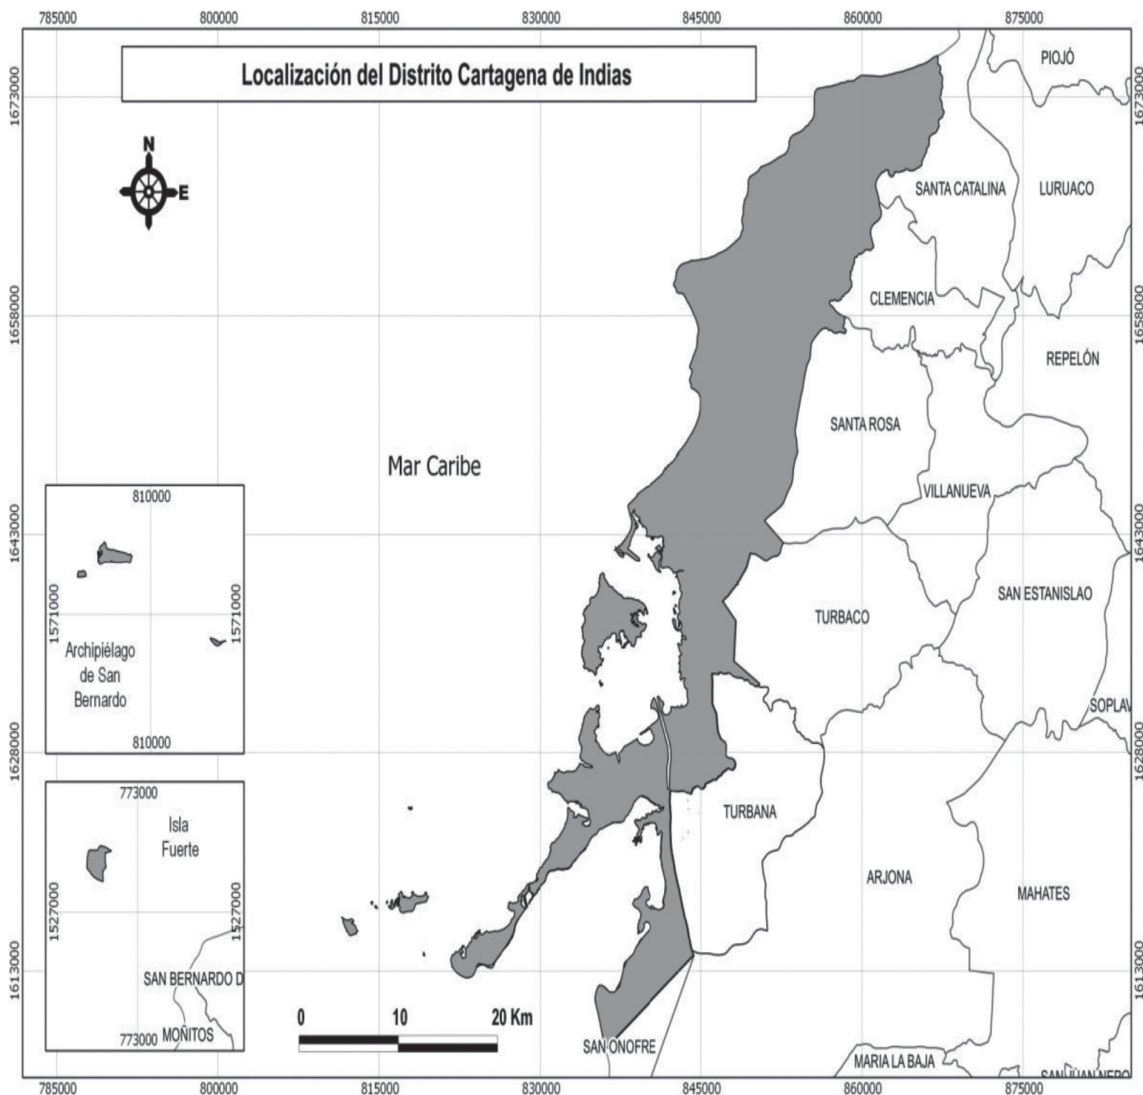 785000 800000 815000 830000 845000 860000 875000
Localización del Distrito Cartagena de Indias
PIOJÓ
1673000 1673000
N
E
SANTA CATALINA LURUACO
CLEMENCIA
1658000 1658000
REPELÓN
SANTA ROSA
Mar Caribe
VILLANUEVA
1643000 1643000
SAN ESTANISLAO
TURBACO
SOPLAV
810000
1571000 1571000
Archipiélago
de San
Bernardo
810000
1628000 1628000
TURBANA
ARJONA
MAHATES
773000
Isla
Fuerte
1527000 1527000
SAN BERNARDO D
MOÑITOS
773000
1613000 1613000
0 10 20 Km
SAN ONOFRE
MARIA LA BAJA
SAN JUAN NEPO
785000 800000 815000 830000 845000 860000 875000